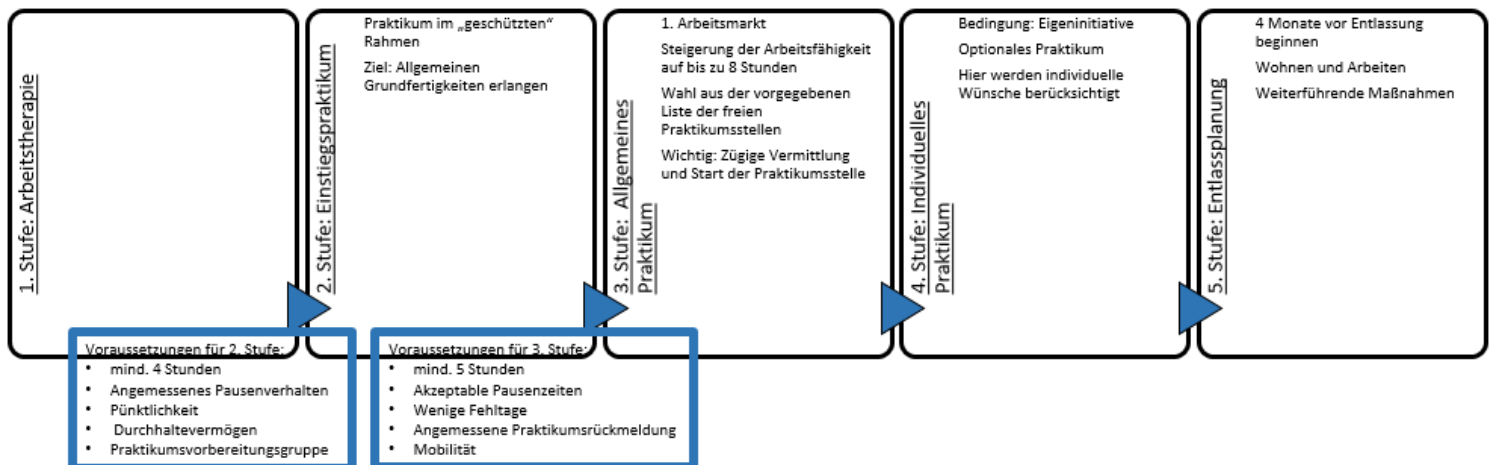 1. Stufe: Arbeitstherapie
2. Stufe: Einstiegspraktikum
Praktikum im „geschützten“
Rahmen
Ziel: Allgemeinen
Grundfertigkeiten erlangen
3. Stufe: Allgemeines
Praktikum
1. Arbeitsmarkt
Steigerung der Arbeitsfähigkeit
auf bis zu 8 Stunden
Wahl aus der vorgegebenen
Liste der freien
Praktikumsstellen
Wichtig: Zügige Vermittlung
und Start der Praktikumsstelle
4. Stufe: Individuelles
Praktikum
Bedingung: Eigeninitiative
Optionales Praktikum
Hier werden individuelle
Wünsche berücksichtigt
5. Stufe: Entlassplanung
4 Monate vor Entlassung
beginnen
Wohnen und Arbeiten
Weiterführende Maßnahmen
Voraussetzungen für 2. Stufe:
• mind. 4 Stunden
• Angemessenes Pausenverhalten
• Pünktlichkeit
• Durchhaltevermögen
• Praktikumsvorbereitungsgruppe
Voraussetzungen für 3. Stufe:
• mind. 5 Stunden
• Akzeptable Pausenzeiten
• Wenige Fehltage
• Angemessene Praktikumsrückmeldung
• Mobilität